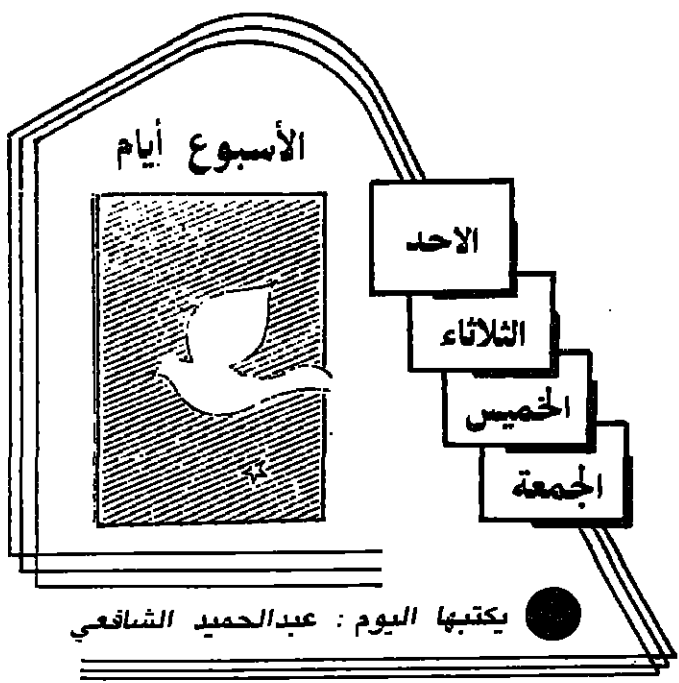 الأسبوع أيام
الاحد
الثلاثاء
الخميس
الجمعة
يكتبها اليوم : عبدالحميد الشافعي